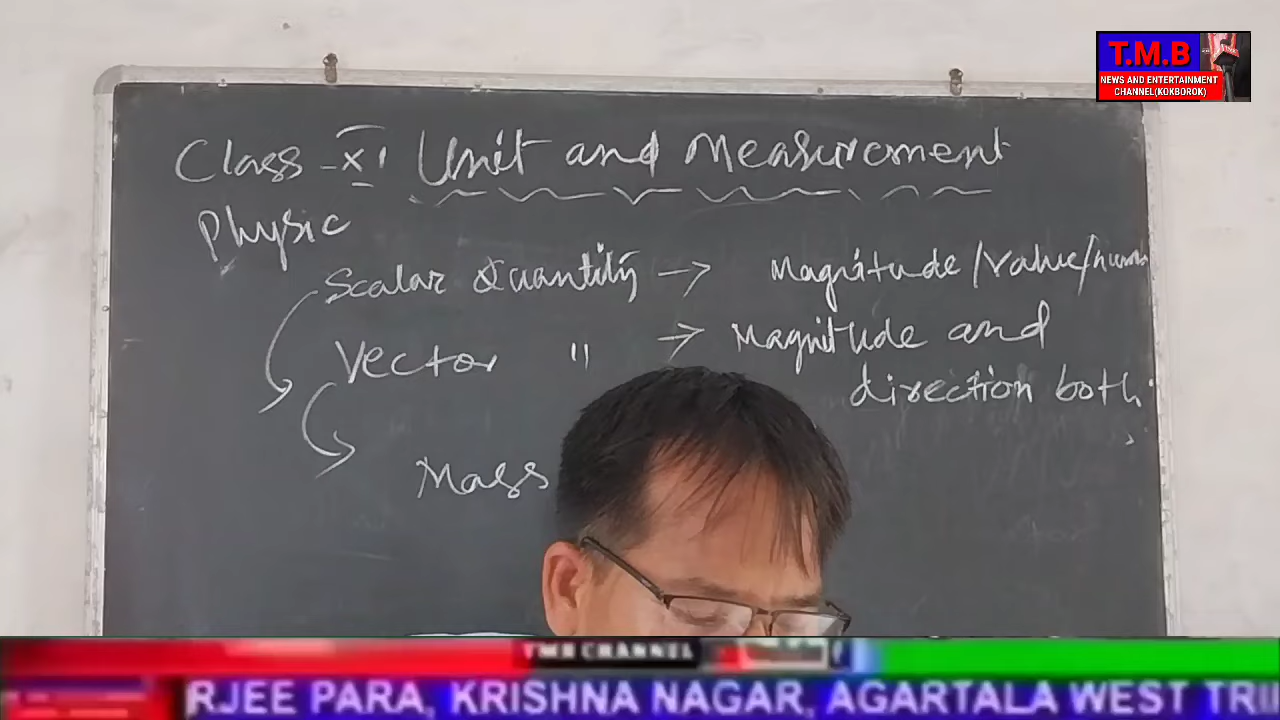 T.M.B
NEWS AND ENTERTAINMENT
CHANNEL(KOKBOROK)
Class - XI Unit and Measurement
Physic
Scalar Quantity → Magnitude/Value/num
Vector " → Magnitude and
direction both.
Mass
TMB CHANNEL
RJEE PARA, KRISHNA NAGAR, AGARTALA WEST TRI